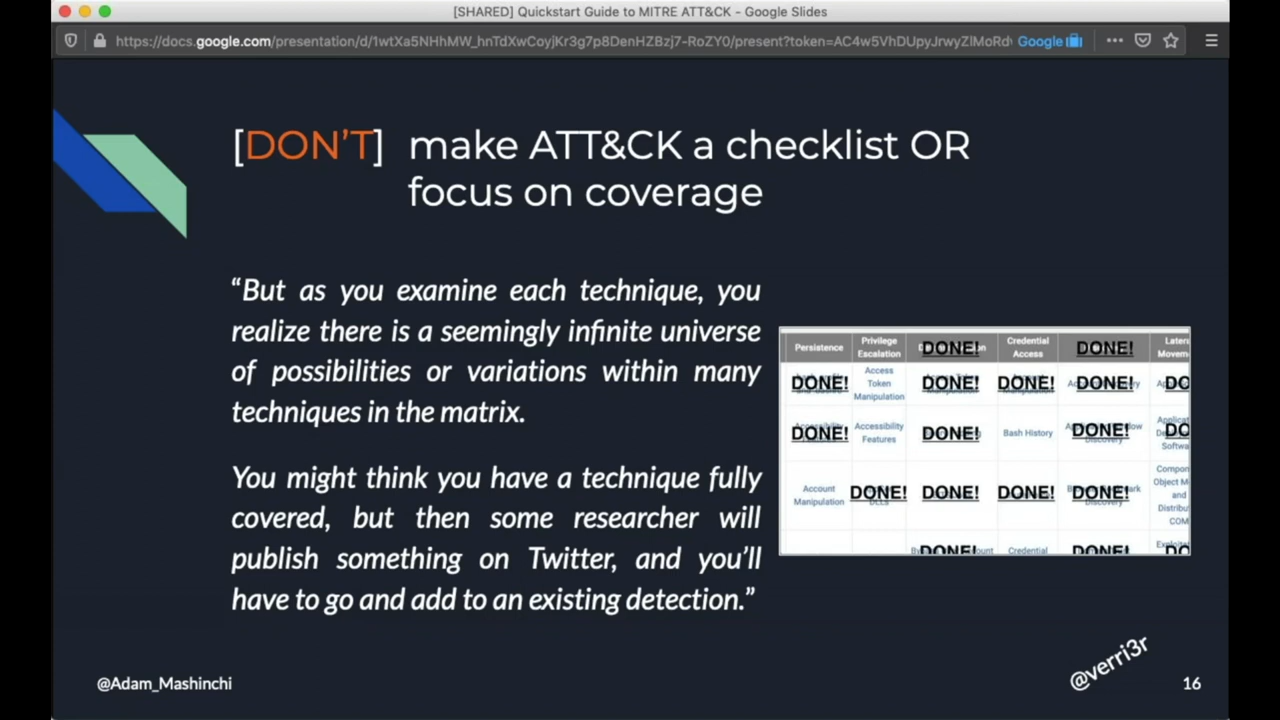 [SHARED] Quickstart Guide to MITRE ATT&CK - Google Slides
https://docs.google.com/presentation/d/1wtXa5NHhMW_hnTdXwCoyjKr3g7p8DenHZBzj7-RoZY0/present?token=AC4w5VhDUpyJrwyZlMoRd Google
[DON'T] make ATT&CK a checklist OR
focus on coverage
“But as you examine each technique, you
realize there is a seemingly infinite universe
of possibilities or variations within many
techniques in the matrix.
You might think you have a technique fully
covered, but then some researcher will
publish something on Twitter, and you’ll
have to go and add to an existing detection.”
Persistence Privilege Escalation DONE! Credential Access DONE!
DONE! Access Token Manipulation DONE! DONE! DONE!
DONE! Accessibility Features DONE! Bash History DONE!
Account Manipulation DONE! DONE! DONE! DONE!
DONE! Credential DONE!
@Adam_Mashinchi
@verri3r
16